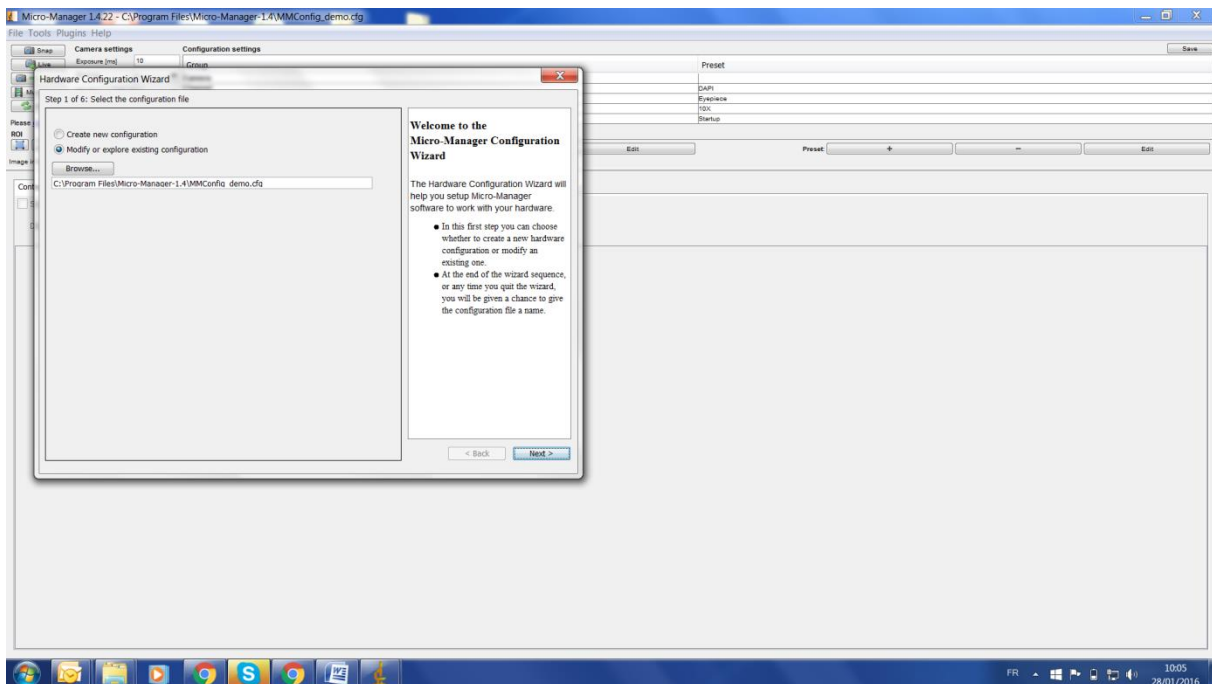 Micro-Manager 1.4.22 - C:\Program Files\Micro-Manager-1.4\MMConfig_demo.cfg
File Tools Plugins Help
Snap Camera settings Configuration settings Save
Live Exposure [ms] 10 Group Preset
Hardware Configuration Wizard
DAPI
Step 1 of 6: Select the configuration file
Eyepiece
10X
Startup
Please
ROI
Create new configuration
Modify or explore existing configuration
Browse...
C:\Program Files\Micro-Manager-1.4\MMConfig_demo.cfg
Welcome to the
Micro-Manager Configuration
Wizard
The Hardware Configuration Wizard will
help you setup Micro-Manager
software to work with your hardware.
● In this first step you can choose
whether to create a new hardware
configuration or modify an
existing one.
● At the end of the wizard sequence,
or any time you quit the wizard,
you will be given a chance to give
the configuration file a name.
< Back Next >
Edit Preset + − Edit
Image
Cont
FR 10:05
28/01/2016